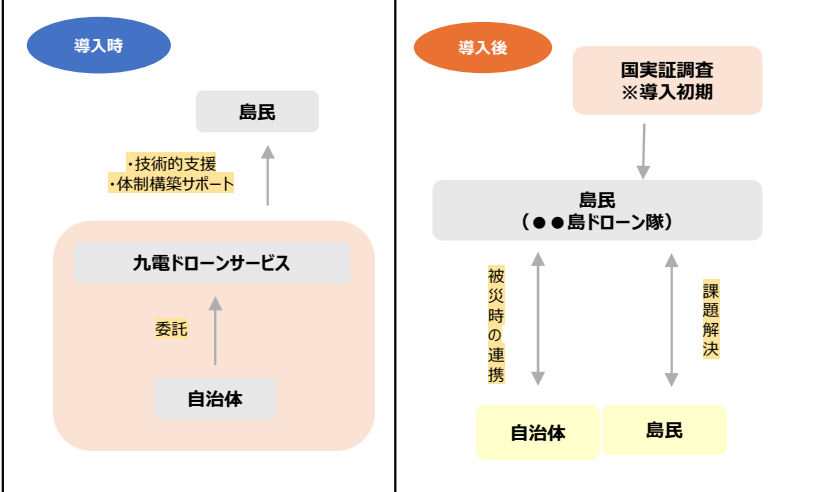 導入時
島民
・技術的支援
・体制構築サポート
九電ドローンサービス
委託
自治体
導入後
国実証調査
※導入初期
島民
（●●島ドローン隊）
被災時の連携
課題解決
自治体
島民